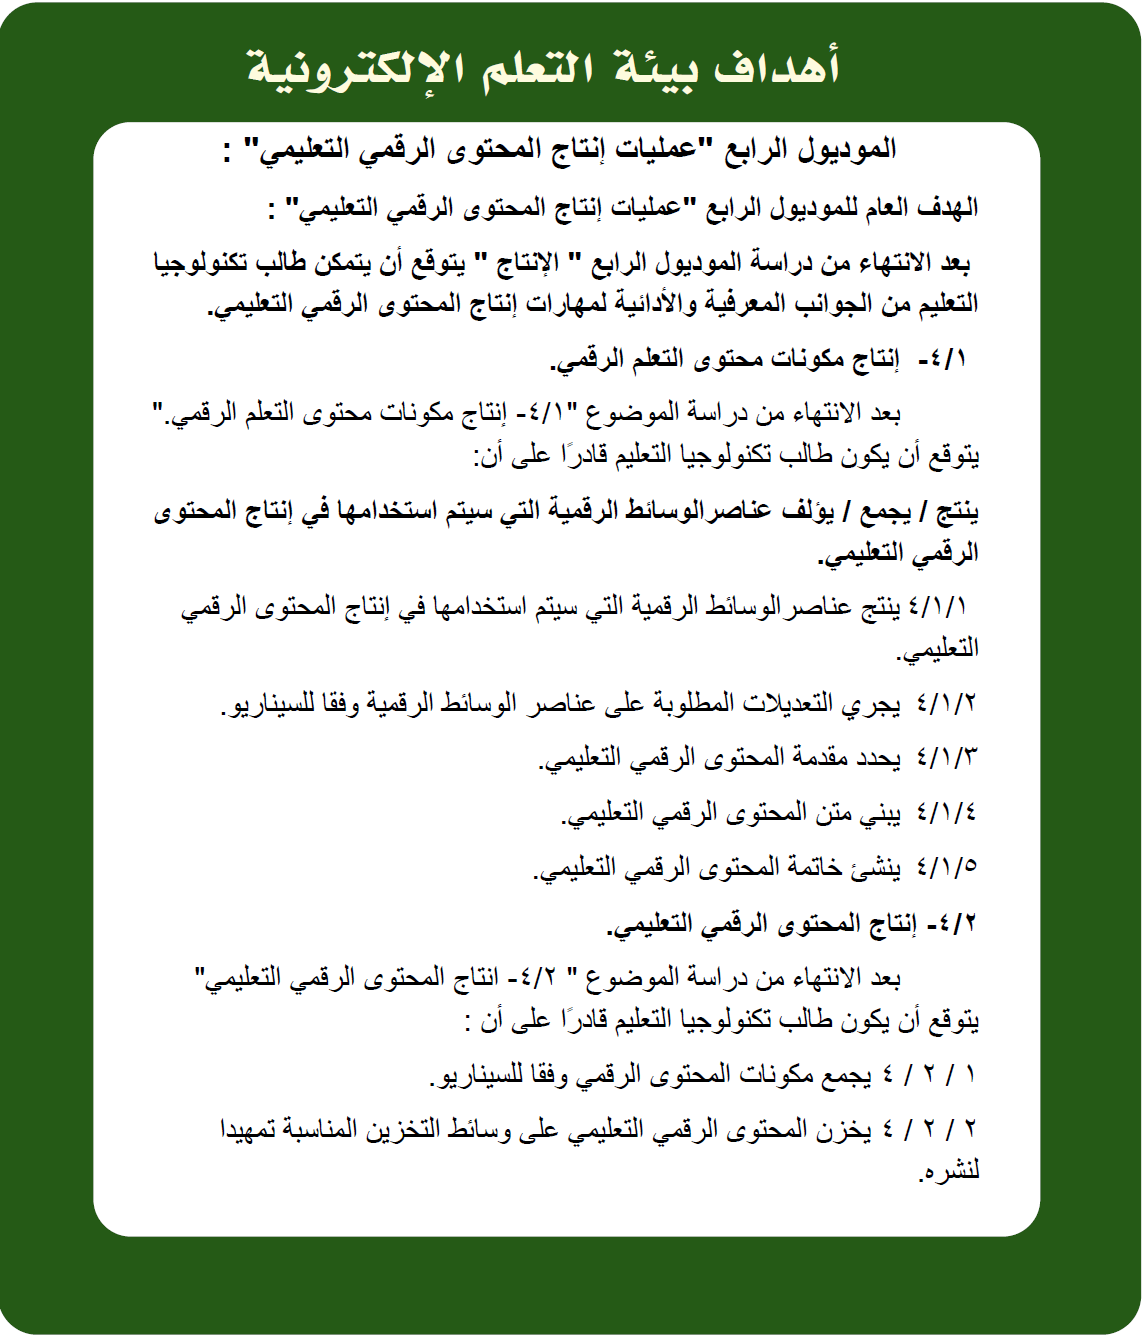 أهداف بيئة التعلم الإلكترونية
الموديول الرابع "عمليات إنتاج المحتوى الرقمي التعليمي" :
الهدف العام للموديول الرابع "عمليات إنتاج المحتوى الرقمي التعليمي" :
بعد الانتهاء من دراسة الموديول الرابع " الإنتاج " يتوقع أن يتمكن طالب تكنولوجيا
التعليم من الجوانب المعرفية والأدائية لمهارات إنتاج المحتوى الرقمي التعليمي.
٤/١- إنتاج مكونات محتوى التعلم الرقمي.
بعد الانتهاء من دراسة الموضوع "٤/١- إنتاج مكونات محتوى التعلم الرقمي."
يتوقع أن يكون طالب تكنولوجيا التعليم قادرًا على أن:
ينتج / يجمع / يؤلف عناصرالوسائط الرقمية التي سيتم استخدامها في إنتاج المحتوى
الرقمي التعليمي.
٤/١/١ ينتج عناصرالوسائط الرقمية التي سيتم استخدامها في إنتاج المحتوى الرقمي
التعليمي.
٤/١/٢ يجري التعديلات المطلوبة على عناصر الوسائط الرقمية وفقا للسيناريو.
٤/١/٣ يحدد مقدمة المحتوى الرقمي التعليمي.
٤/١/٤ يبني متن المحتوى الرقمي التعليمي.
٤/١/٥ ينشئ خاتمة المحتوى الرقمي التعليمي.
٤/٢- إنتاج المحتوى الرقمي التعليمي.
بعد الانتهاء من دراسة الموضوع " ٤/٢- انتاج المحتوى الرقمي التعليمي"
يتوقع أن يكون طالب تكنولوجيا التعليم قادرًا على أن :
١ / ٢ / ٤ يجمع مكونات المحتوى الرقمي وفقا للسيناريو.
٢ / ٢ / ٤ يخزن المحتوى الرقمي التعليمي على وسائط التخزين المناسبة تمهيدا
لنشره.